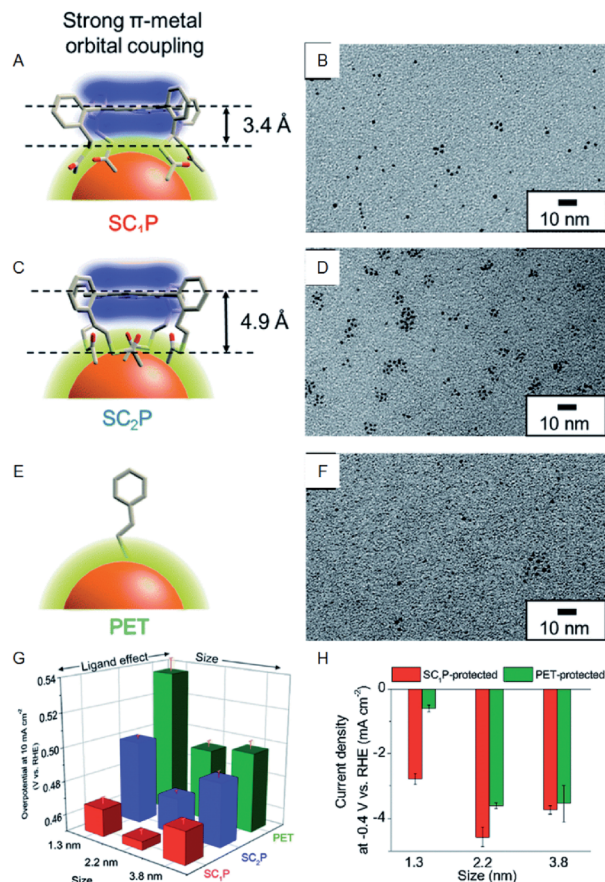 Strong π-metal
orbital coupling
A
3.4 Å
SC₁P
B
10 nm
C
4.9 Å
SC₂P
D
10 nm
E
PET
F
10 nm
G
Ligand effect
Size
Overpotential at 10 mA cm⁻²
(V vs. RHE)
0.54
0.52
0.50
0.48
0.46
1.3 nm
2.2 nm
3.8 nm
Size
SC₁P
SC₂P
PET
H
SC₁P-protected
PET-protected
Current density
at -0.4 V vs. RHE (mA cm⁻²)
0
-2
-4
1.3
2.2
3.8
Size (nm)